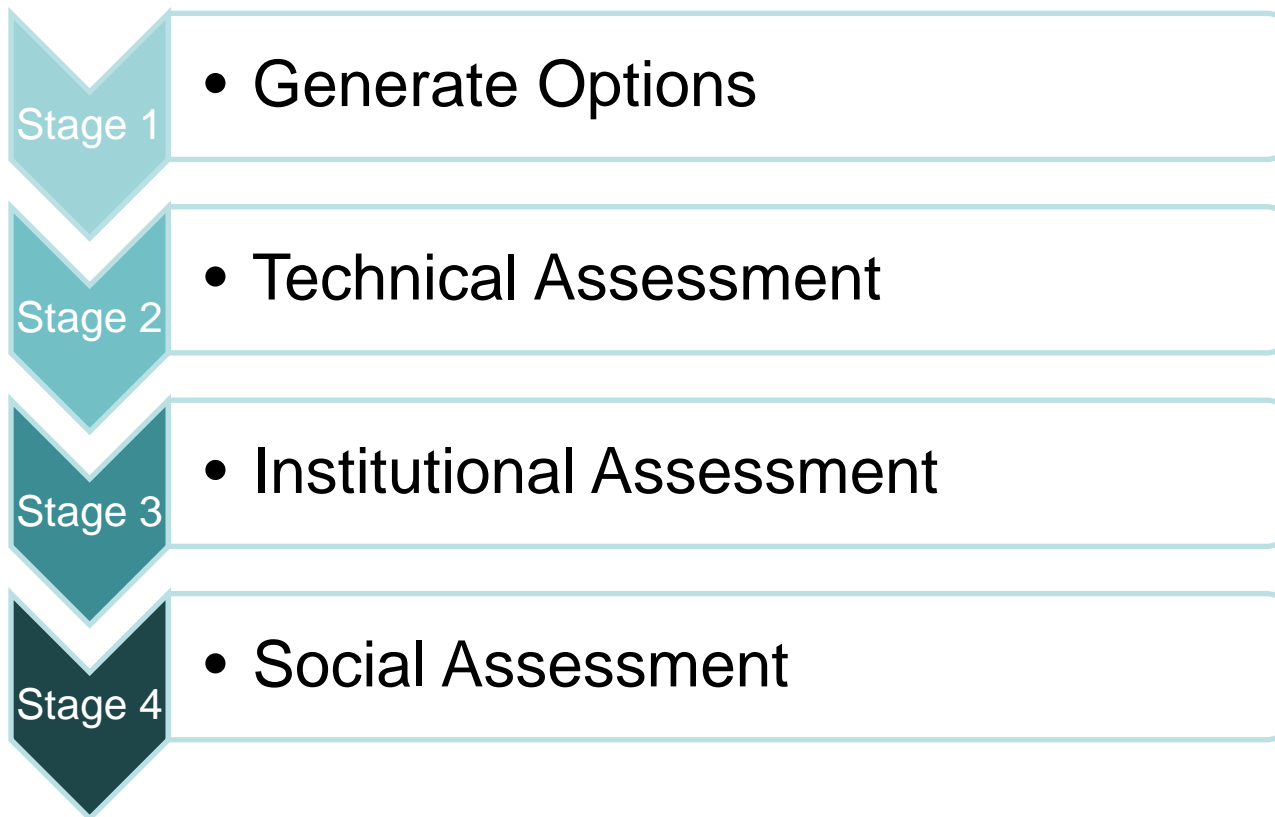 Stage 1
• Generate Options
Stage 2
• Technical Assessment
Stage 3
• Institutional Assessment
Stage 4
• Social Assessment